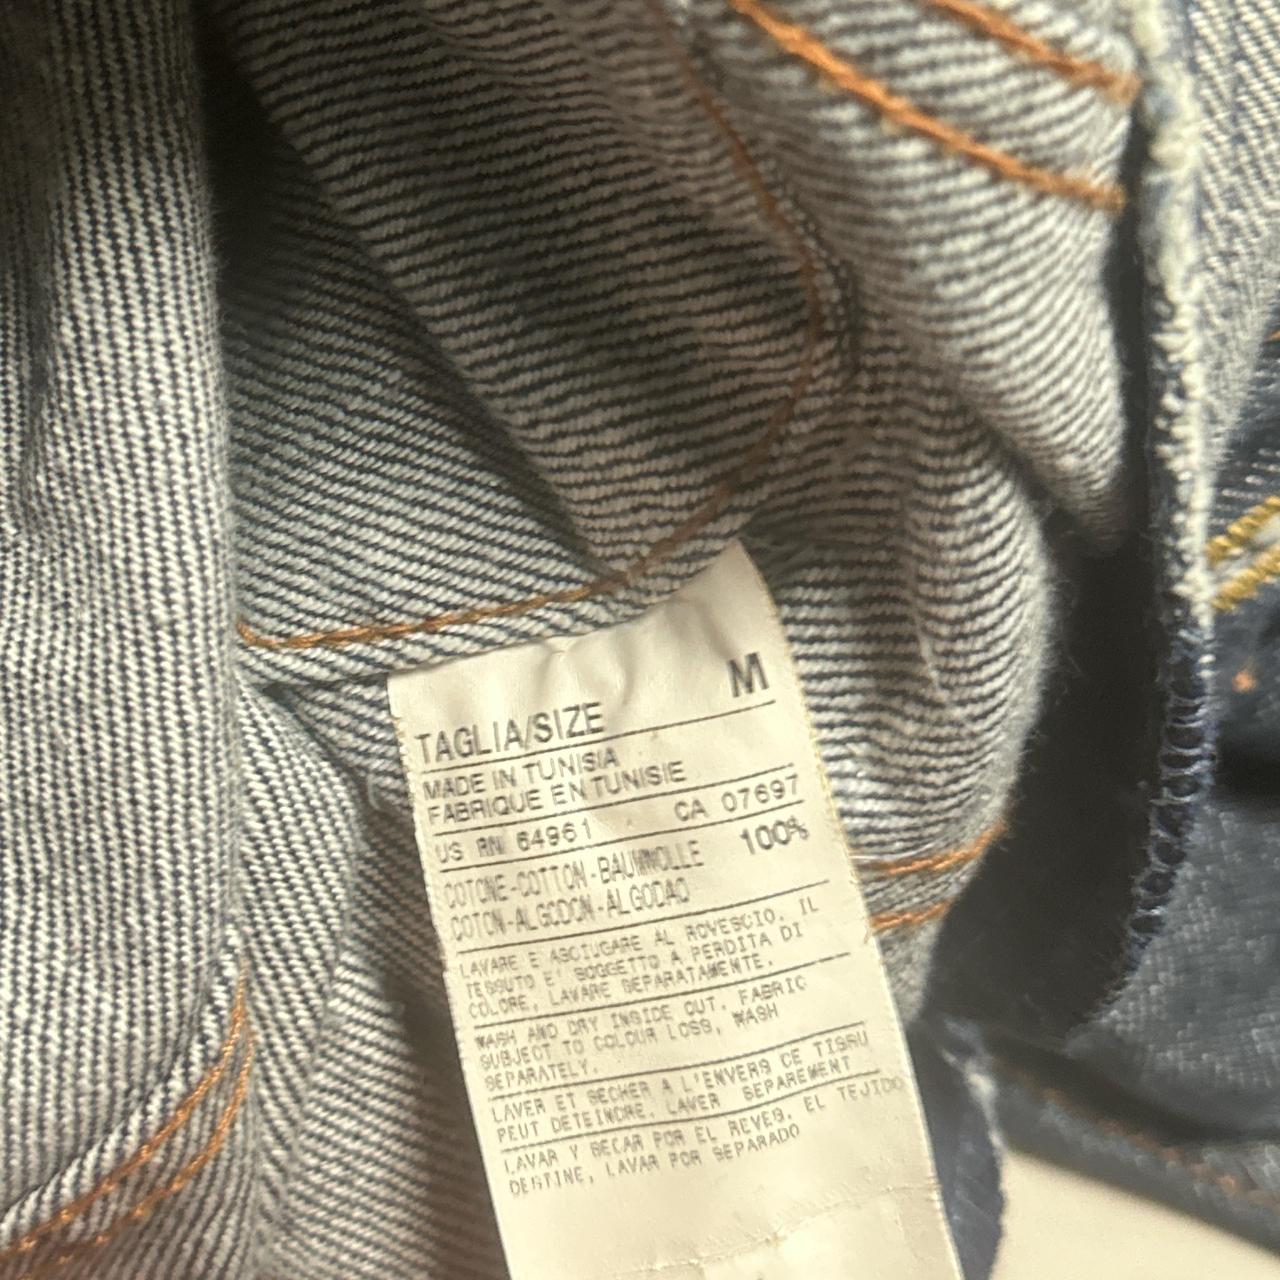 TAGLIA/SIZE M
MADE IN TUNISIA
FABRIQUE EN TUNISIE
US RN 64961 CA 07697
COTONE-COTTON-BAUMWOLLE 100%
COTON-ALGODON-ALGODAO
LAVARE E ASCIUGARE AL ROVESCIO. IL
TESSUTO E' SOGGETTO A PERDITA DI
COLORE, LAVARE SEPARATAMENTE.
WASH AND DRY INSIDE OUT. FABRIC
SUBJECT TO COLOUR LOSS, WASH
SEPARATELY.
LAVER ET SECHER A L'ENVERS CE TISSU
PEUT DETEINDRE, LAVER SEPAREMENT
LAVAR Y SECAR POR EL REVES. EL TEJIDO
DESTINE, LAVAR POR SEPARADO